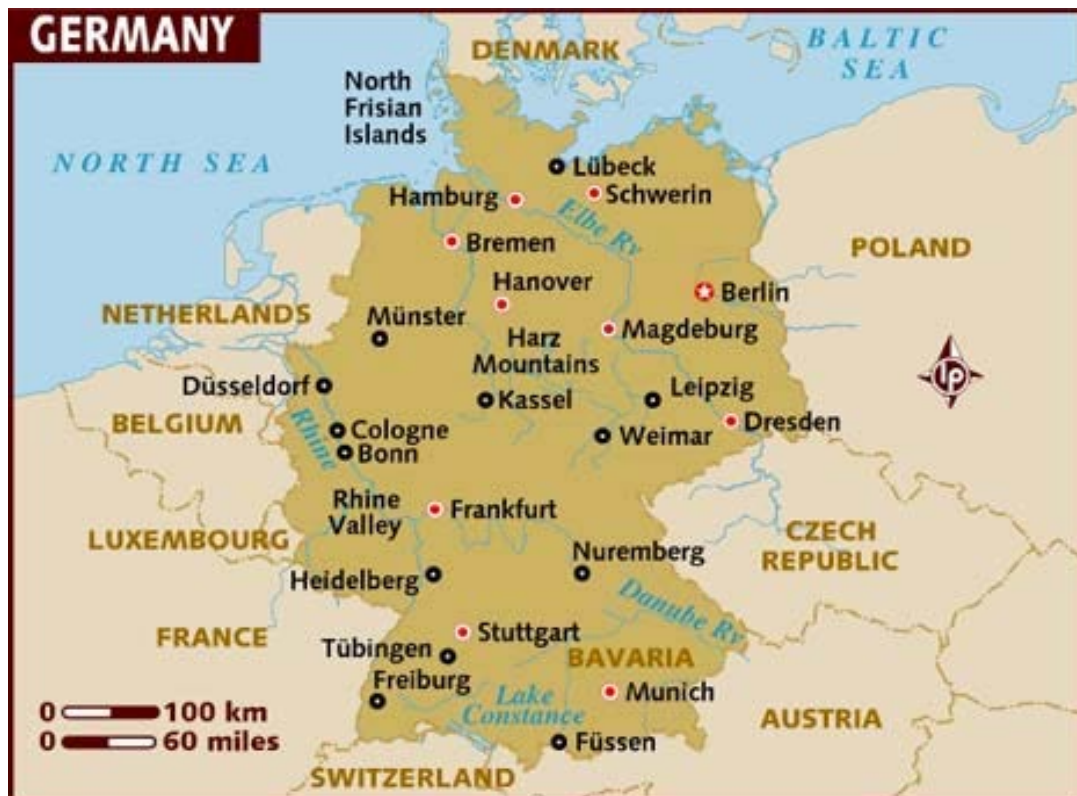 GERMANY
DENMARK
BALTIC
SEA
North
Frisian
Islands
NORTH SEA
Lübeck
Hamburg
Schwerin
Elbe Rv
Bremen
POLAND
Hanover
Berlin
NETHERLANDS
Münster
Magdeburg
Harz
Mountains
Düsseldorf
Kassel
Leipzig
lp
BELGIUM
Rhine
Cologne
Weimar
Dresden
Bonn
Rhine
Valley
Frankfurt
LUXEMBOURG
CZECH
REPUBLIC
Nuremberg
Heidelberg
Danube Rv
FRANCE
Stuttgart
Tübingen
BAVARIA
Freiburg
Lake
Constance
Munich
0 100 km
0 60 miles
AUSTRIA
Füssen
SWITZERLAND